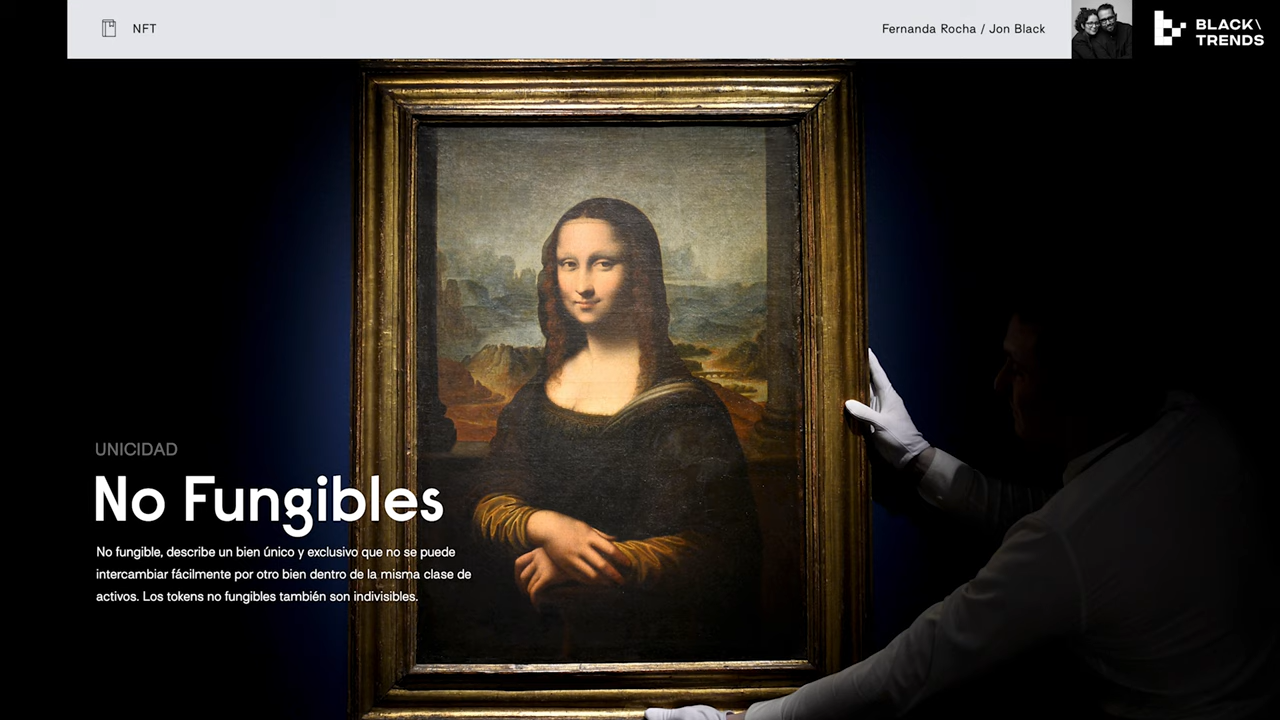 NFT
Fernanda Rocha / Jon Black
BLACK\
TRENDS
UNICIDAD
No Fungibles
No fungible, describe un bien único y exclusivo que no se puede
intercambiar fácilmente por otro bien dentro de la misma clase de
activos. Los tokens no fungibles también son indivisibles.